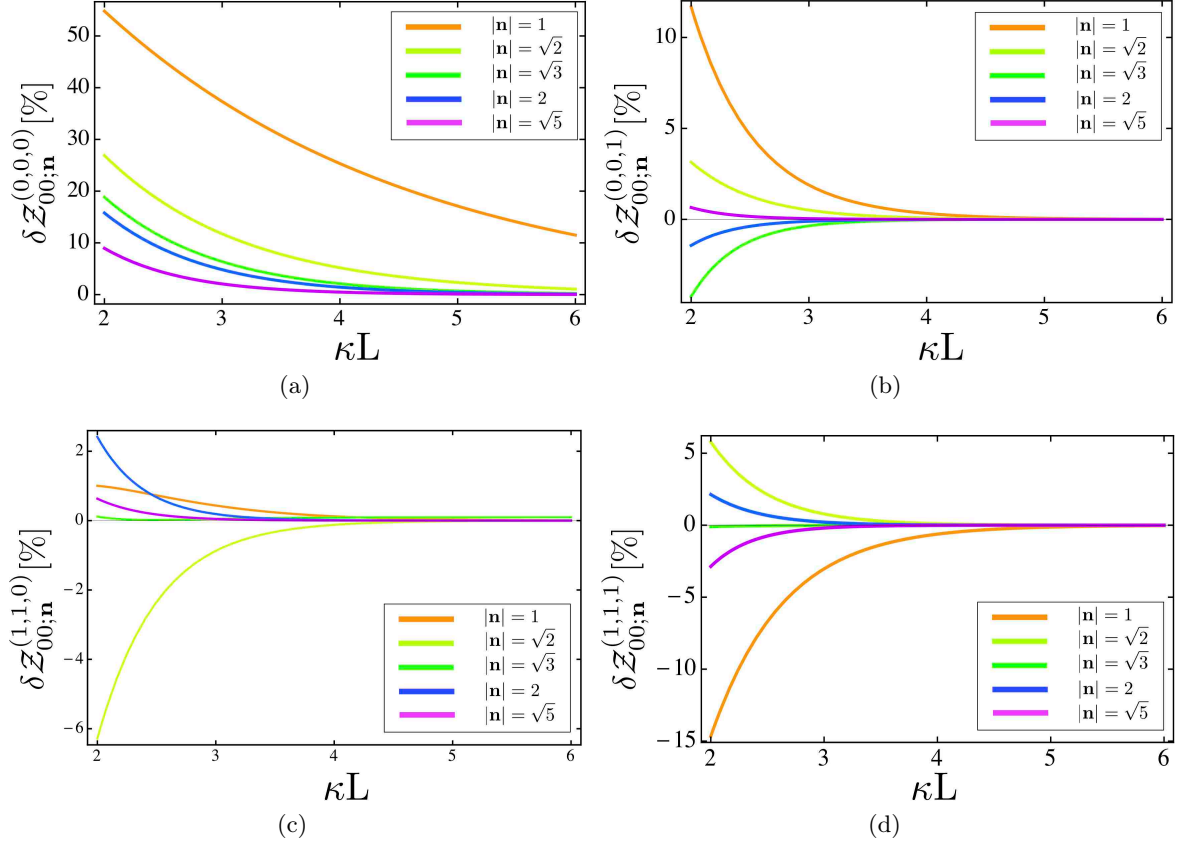 δ𝒵^{(0,0,0)}_{00;n} [%]
50
40
30
20
10
0
|n| = 1
|n| = √2
|n| = √3
|n| = 2
|n| = √5
2 3 4 5 6
κL
(a)
δ𝒵^{(0,0,1)}_{00;n} [%]
10
5
0
|n| = 1
|n| = √2
|n| = √3
|n| = 2
|n| = √5
2 3 4 5 6
κL
(b)
δ𝒵^{(1,1,0)}_{00;n} [%]
2
0
−2
−4
−6
|n| = 1
|n| = √2
|n| = √3
|n| = 2
|n| = √5
2 3 4 5 6
κL
(c)
δ𝒵^{(1,1,1)}_{00;n} [%]
5
0
−5
−10
−15
|n| = 1
|n| = √2
|n| = √3
|n| = 2
|n| = √5
2 3 4 5 6
κL
(d)